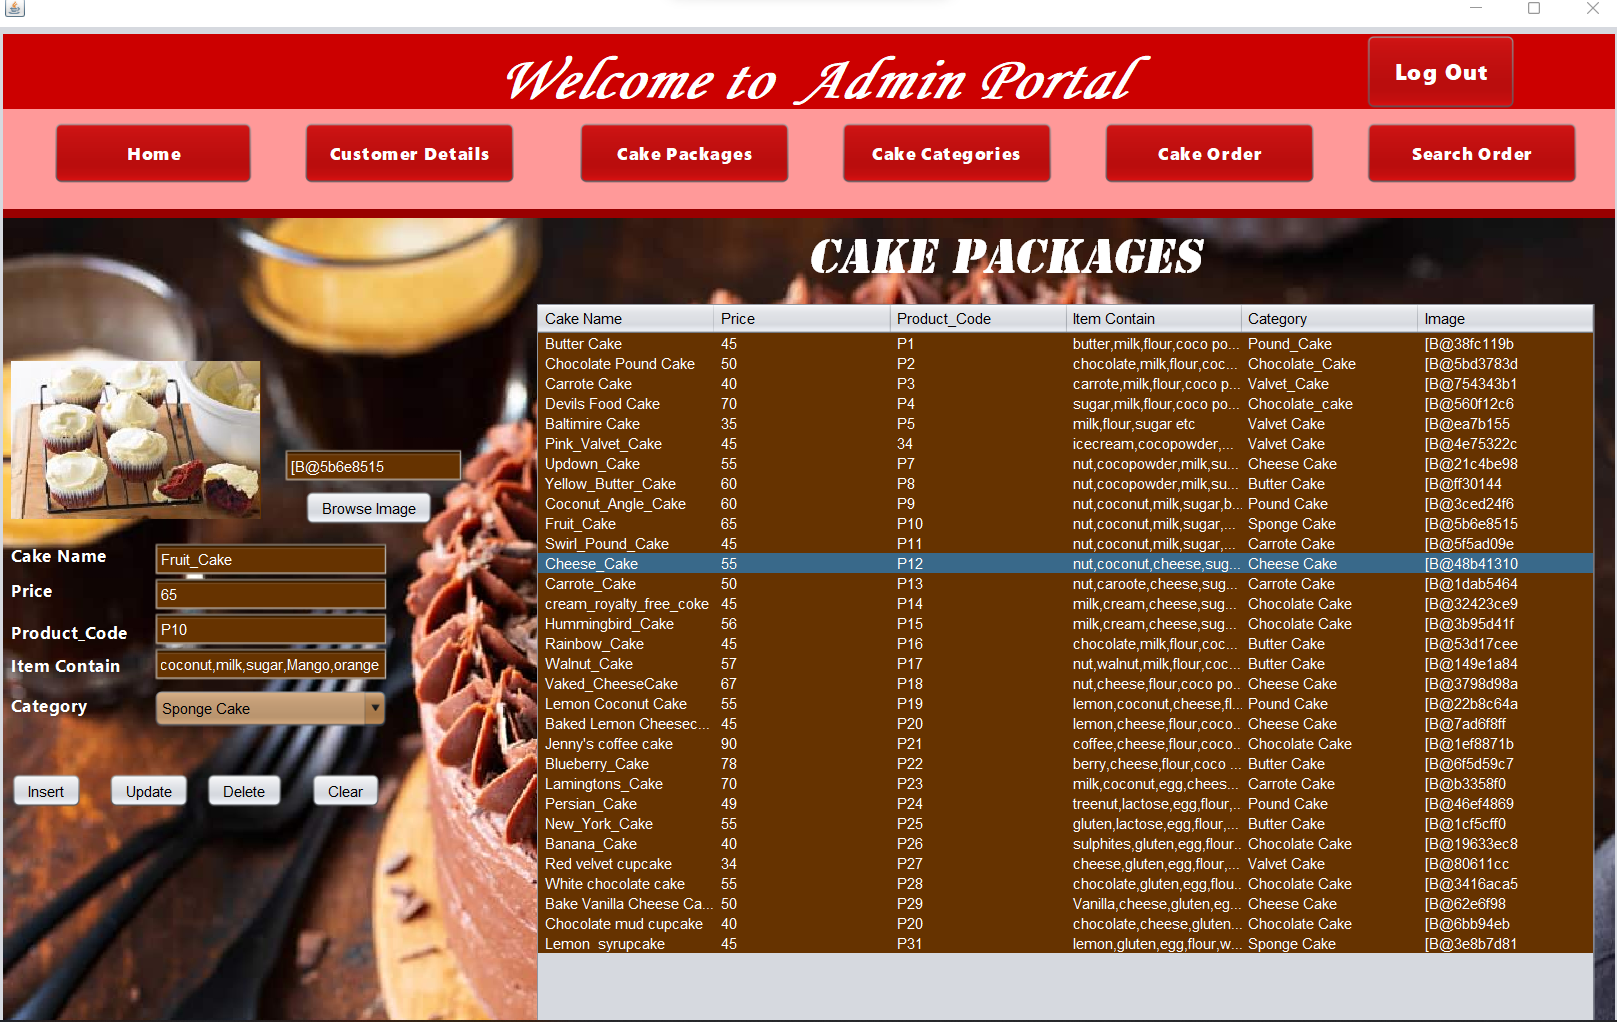 Welcome to Admin Portal
Log Out
Home Customer Details Cake Packages Cake Categories Cake Order Search Order
CAKE PACKAGES
[B@5b6e8515
Browse Image
Cake Name Fruit_Cake
Price 65
Product_Code P10
Item Contain coconut,milk,sugar,Mango,orange
Category Sponge Cake
Insert Update Delete Clear
Cake Name Price Product_Code Item Contain Category Image
Butter Cake 45 P1 butter,milk,flour,coco po... Pound_Cake [B@38fc119b
Chocolate Pound Cake 50 P2 chocolate,milk,flour,coc... Chocolate_Cake [B@5bd3783d
Carrote Cake 40 P3 carrote,milk,flour,coco p... Valvet_Cake [B@754343b1
Devils Food Cake 70 P4 sugar,milk,flour,coco po... Chocolate_cake [B@560f12c6
Baltimire Cake 35 P5 milk,flour,sugar etc Valvet Cake [B@ea7b155
Pink_Valvet_Cake 45 34 icecream,cocopowder,... Valvet Cake [B@4e75322c
Updown_Cake 55 P7 nut,cocopowder,milk,su... Cheese Cake [B@21c4be98
Yellow_Butter_Cake 60 P8 nut,cocopowder,milk,su... Butter Cake [B@ff30144
Coconut_Angle_Cake 60 P9 nut,coconut,milk,sugar,b... Pound Cake [B@3ced24f6
Fruit_Cake 65 P10 nut,coconut,milk,sugar,... Sponge Cake [B@5b6e8515
Swirl_Pound_Cake 45 P11 nut,coconut,milk,sugar,... Carrote Cake [B@5f5ad09e
Cheese_Cake 55 P12 nut,coconut,cheese,sug... Cheese Cake [B@48b41310
Carrote_Cake 50 P13 nut,caroote,cheese,sug... Carrote Cake [B@1dab5464
cream_royalty_free_coke 45 P14 milk,cream,cheese,sug... Chocolate Cake [B@32423ce9
Hummingbird_Cake 56 P15 milk,cream,cheese,sug... Chocolate Cake [B@3b95d41f
Rainbow_Cake 45 P16 chocolate,milk,flour,coc... Butter Cake [B@53d17cee
Walnut_Cake 57 P17 nut,walnut,milk,flour,coc... Butter Cake [B@149e1a84
Vaked_CheeseCake 67 P18 nut,cheese,flour,coco po... Cheese Cake [B@3798d98a
Lemon Coconut Cake 55 P19 lemon,coconut,cheese,fl... Pound Cake [B@22b8c64a
Baked Lemon Cheesec... 45 P20 lemon,cheese,flour,coco... Cheese Cake [B@7ad6f8ff
Jenny's coffee cake 90 P21 coffee,cheese,flour,coco... Chocolate Cake [B@1ef8871b
Blueberry_Cake 78 P22 berry,cheese,flour,coco ... Butter Cake [B@6f5d59c7
Lamingtons_Cake 70 P23 milk,coconut,egg,chees... Carrote Cake [B@b3358f0
Persian_Cake 49 P24 treenut,lactose,egg,flour,... Pound Cake [B@46ef4869
New_York_Cake 55 P25 gluten,lactose,egg,flour,... Butter Cake [B@1cf5cff0
Banana_Cake 40 P26 sulphites,gluten,egg,flour... Chocolate Cake [B@19633ec8
Red velvet cupcake 34 P27 cheese,gluten,egg,flour,... Valvet Cake [B@80611cc
White chocolate cake 55 P28 chocolate,gluten,egg,flou... Chocolate Cake [B@3416aca5
Bake Vanilla Cheese Ca... 50 P29 Vanilla,cheese,gluten,eg... Cheese Cake [B@62e6f98
Chocolate mud cupcake 40 P20 chocolate,cheese,gluten... Chocolate Cake [B@6bb94eb
Lemon syrupcake 45 P31 lemon,gluten,egg,flour,w... Sponge Cake [B@3e8b7d81